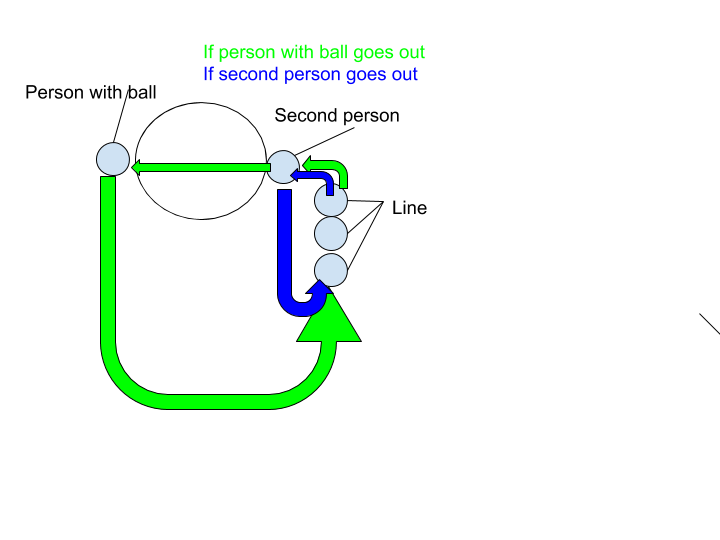 If person with ball goes out
If second person goes out
Person with ball
Second person
Line